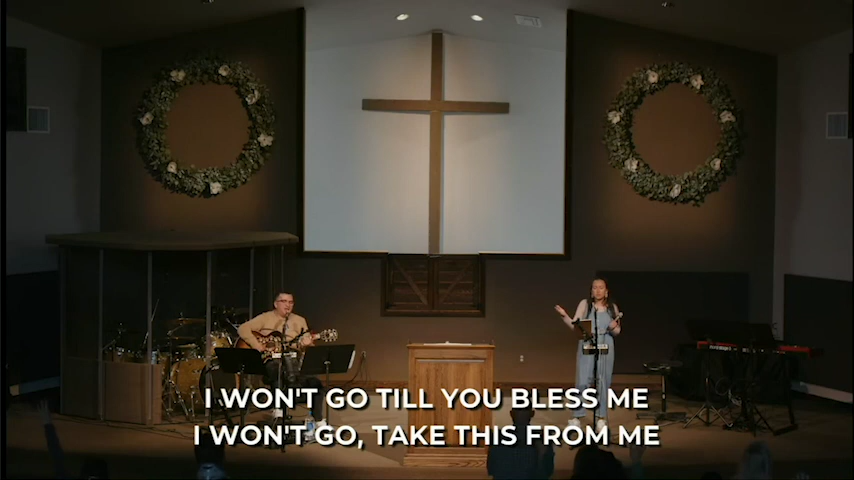 I WON'T GO TILL YOU BLESS ME
I WON'T GO, TAKE THIS FROM ME